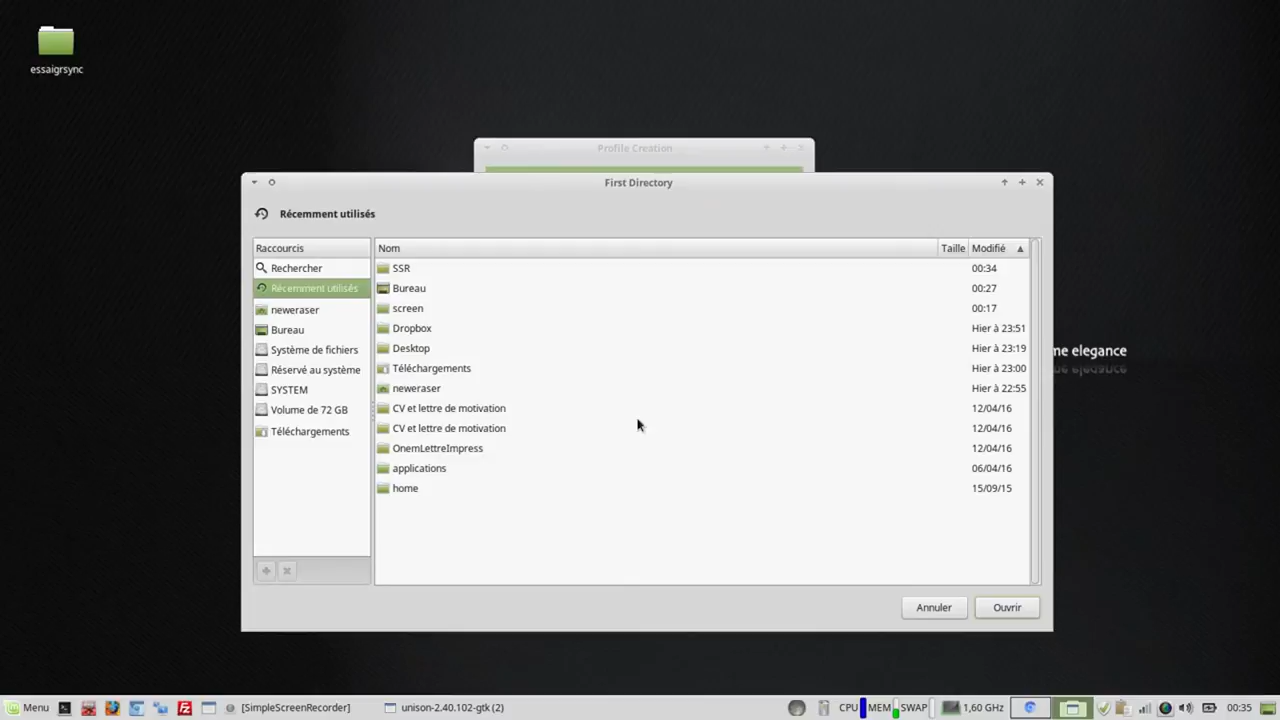 essaigrsync
Profile Creation
First Directory
Récemment utilisés
Raccourcis
Nom
Taille
Modifié
Rechercher
Récemment utilisés
neweraser
Bureau
Système de fichiers
Réservé au système
SYSTEM
Volume de 72 GB
Téléchargements
SSR 00:34
Bureau 00:27
screen 00:17
Dropbox Hier à 23:51
Desktop Hier à 23:19
Téléchargements Hier à 23:00
neweraser Hier à 22:55
CV et lettre de motivation 12/04/16
CV et lettre de motivation 12/04/16
OnemLettreImpress 12/04/16
applications 06/04/16
home 15/09/15
me elegance
Annuler
Ouvrir
Menu
[SimpleScreenRecorder]
unison-2.40.102-gtk (2)
CPU
MEM
SWAP
1,60 GHz
00:35